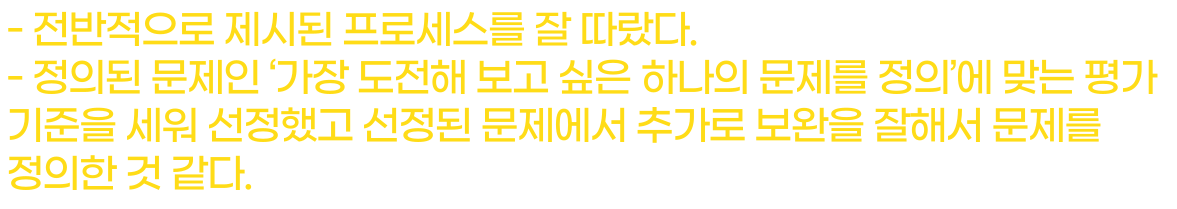 - 전반적으로 제시된 프로세스를 잘 따랐다.
- 정의된 문제인 ‘가장 도전해 보고 싶은 하나의 문제를 정의’에 맞는 평가
기준을 세워 선정했고 선정된 문제에서 추가로 보완을 잘해서 문제를
정의한 것 같다.